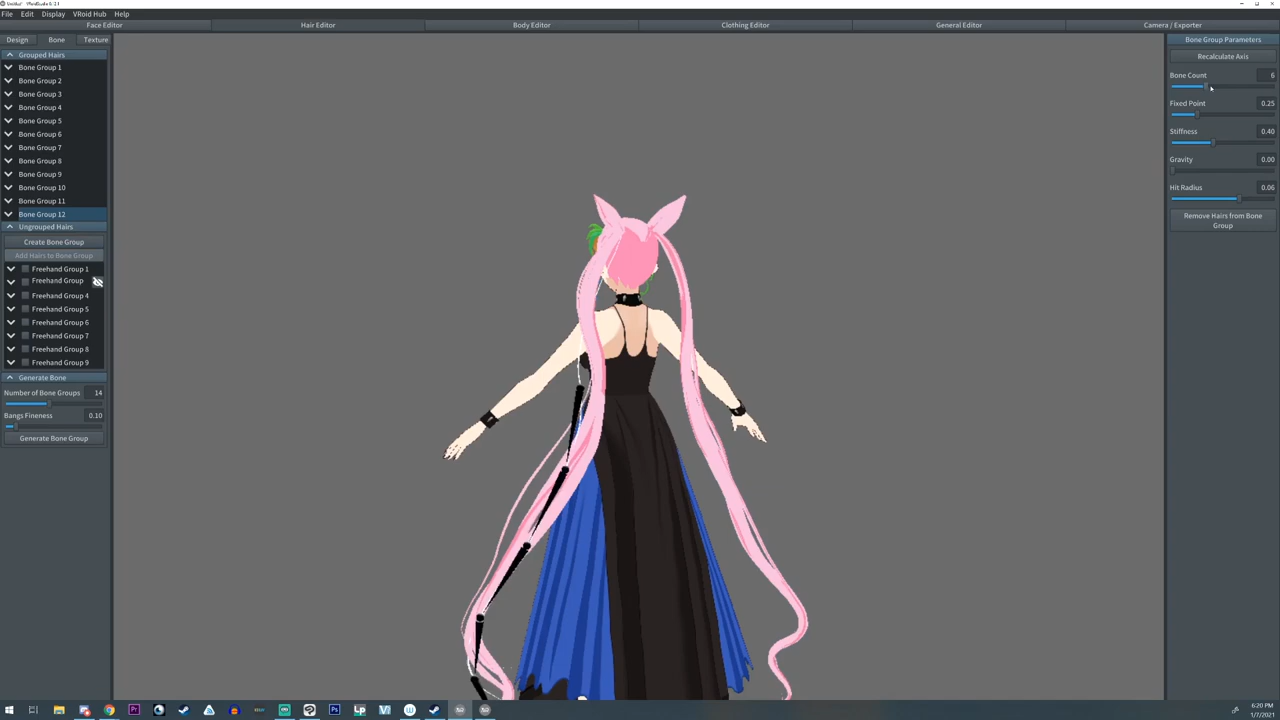 File Edit Display VRoid Hub Help
Face Editor Hair Editor Body Editor Clothing Editor General Editor Camera / Exporter
Design Bone Texture
Grouped Hairs
Bone Group 1
Bone Group 2
Bone Group 3
Bone Group 4
Bone Group 5
Bone Group 6
Bone Group 7
Bone Group 8
Bone Group 9
Bone Group 10
Bone Group 11
Bone Group 12
Ungrouped Hairs
Create Bone Group
Add Hairs to Bone Group
Freehand Group 1
Freehand Group
Freehand Group 4
Freehand Group 5
Freehand Group 6
Freehand Group 7
Freehand Group 8
Freehand Group 9
Generate Bone
Number of Bone Groups 14
Bangs Fineness 0.10
Generate Bone Group
Bone Group Parameters
Recalculate Axis
Bone Count 6
Fixed Point 0.25
Stiffness 0.40
Gravity 0.00
Hit Radius 0.06
Remove Hairs from Bone
Group
6:20 PM
1/7/2021